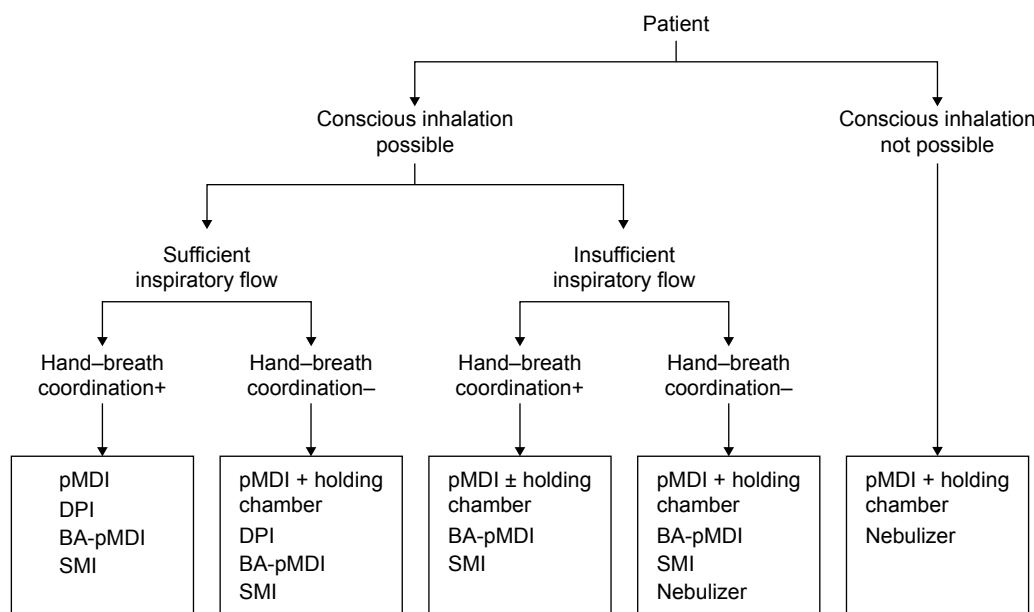 Patient
Conscious inhalation
possible
Conscious inhalation
not possible
Sufficient
inspiratory flow
Insufficient
inspiratory flow
Hand–breath
coordination+
Hand–breath
coordination–
Hand–breath
coordination+
Hand–breath
coordination–
pMDI
DPI
BA-pMDI
SMI
pMDI + holding
chamber
DPI
BA-pMDI
SMI
pMDI ± holding
chamber
BA-pMDI
SMI
pMDI + holding
chamber
BA-pMDI
SMI
Nebulizer
pMDI + holding
chamber
Nebulizer